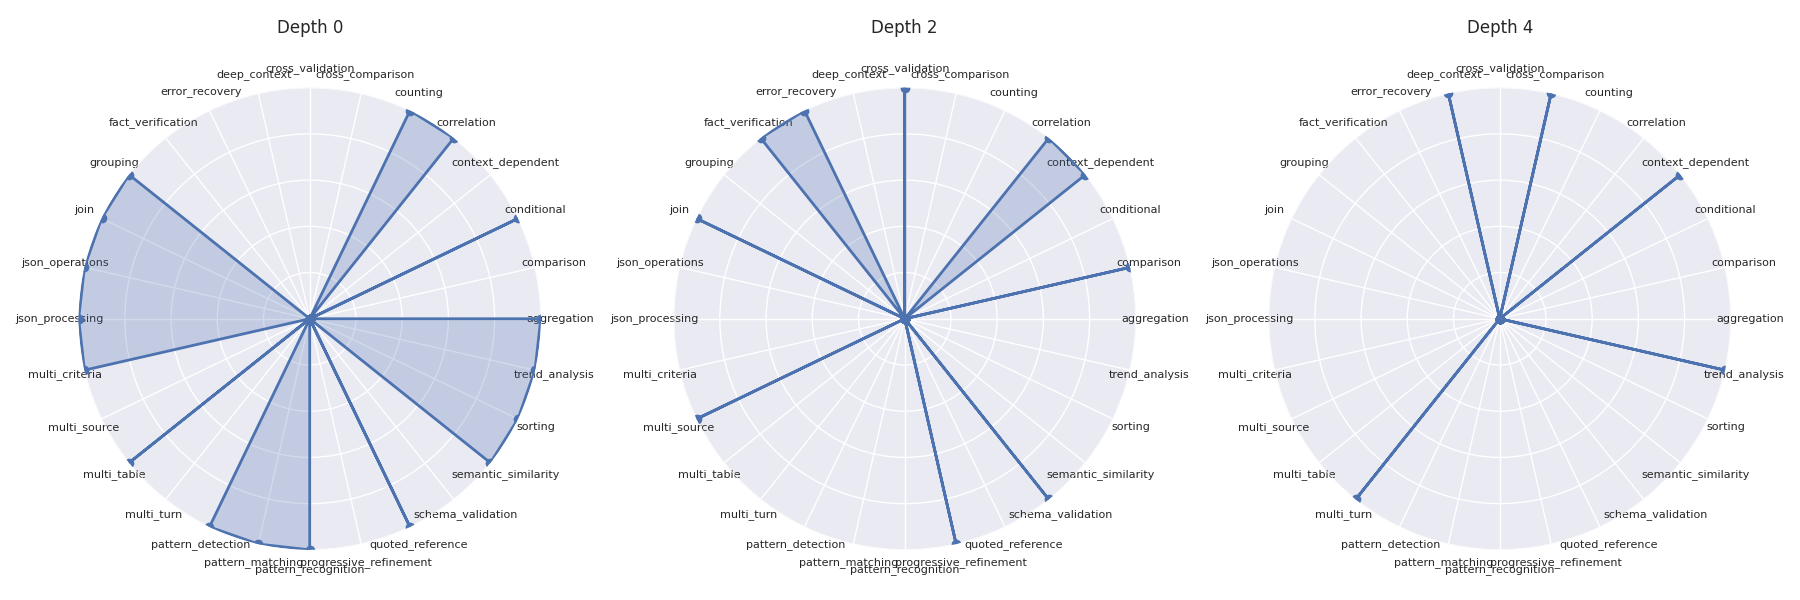 Depth 0
cross_validation
deep_context
cross_comparison
error_recovery
counting
fact_verification
correlation
grouping
context_dependent
join
conditional
json_operations
comparison
json_processing
aggregation
multi_criteria
trend_analysis
multi_source
sorting
multi_table
semantic_similarity
multi_turn
schema_validation
pattern_detection
quoted_reference
pattern_matching
progressive_refinement
pattern_recognition
Depth 2
cross_validation
deep_context
cross_comparison
error_recovery
counting
fact_verification
correlation
grouping
context_dependent
join
conditional
json_operations
comparison
json_processing
aggregation
multi_criteria
trend_analysis
multi_source
sorting
multi_table
semantic_similarity
multi_turn
schema_validation
pattern_detection
quoted_reference
pattern_matching
progressive_refinement
pattern_recognition
Depth 4
cross_validation
deep_context
cross_comparison
error_recovery
counting
fact_verification
correlation
grouping
context_dependent
join
conditional
json_operations
comparison
json_processing
aggregation
multi_criteria
trend_analysis
multi_source
sorting
multi_table
semantic_similarity
multi_turn
schema_validation
pattern_detection
quoted_reference
pattern_matching
progressive_refinement
pattern_recognition